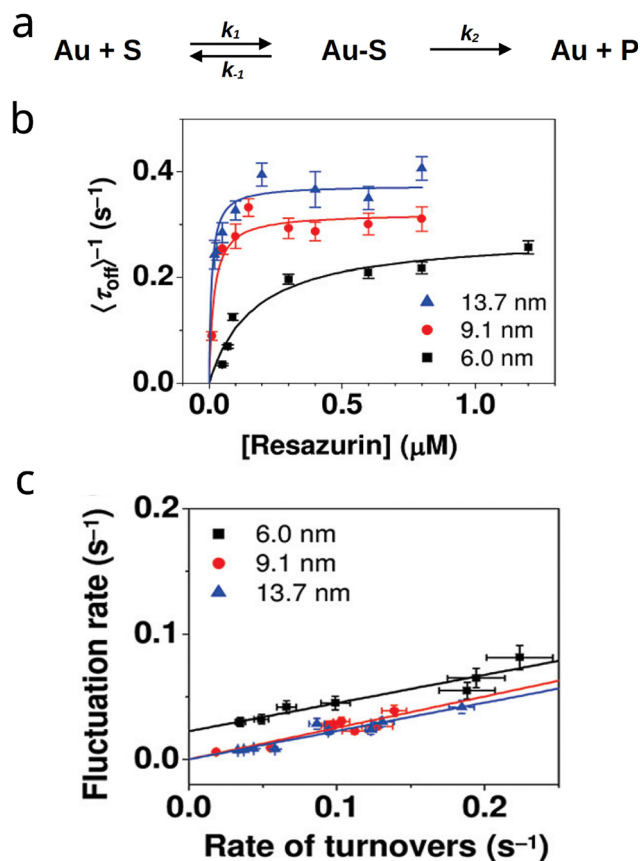 a
Au + S k₁ k₋₁ Au-S k₂ Au + P
b
⟨τoff⟩⁻¹ (s⁻¹)
0.4
0.2
0.0
13.7 nm
9.1 nm
6.0 nm
0.0 0.5 1.0
[Resazurin] (μM)
c
Fluctuation rate (s⁻¹)
0.2
0.1
0.0
6.0 nm
9.1 nm
13.7 nm
0.0 0.1 0.2
Rate of turnovers (s⁻¹)